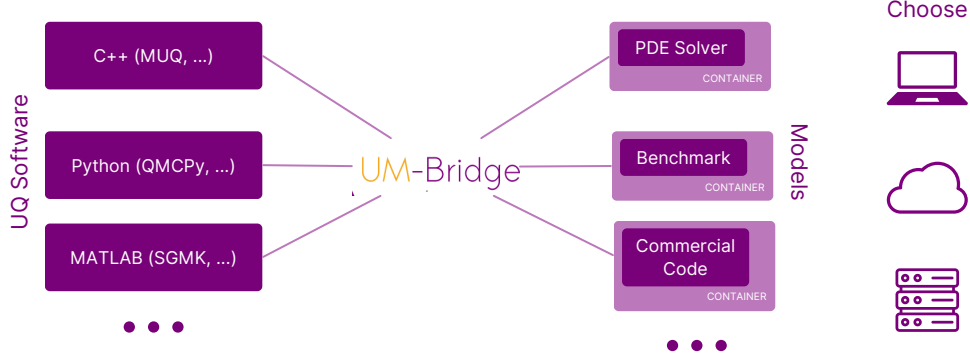 Choose
C++ (MUQ, ...)
Python (QMCPy, ...)
MATLAB (SGMK, ...)
UQ Software
UM-Bridge
PDE Solver
CONTAINER
Benchmark
CONTAINER
Commercial
Code
CONTAINER
Models